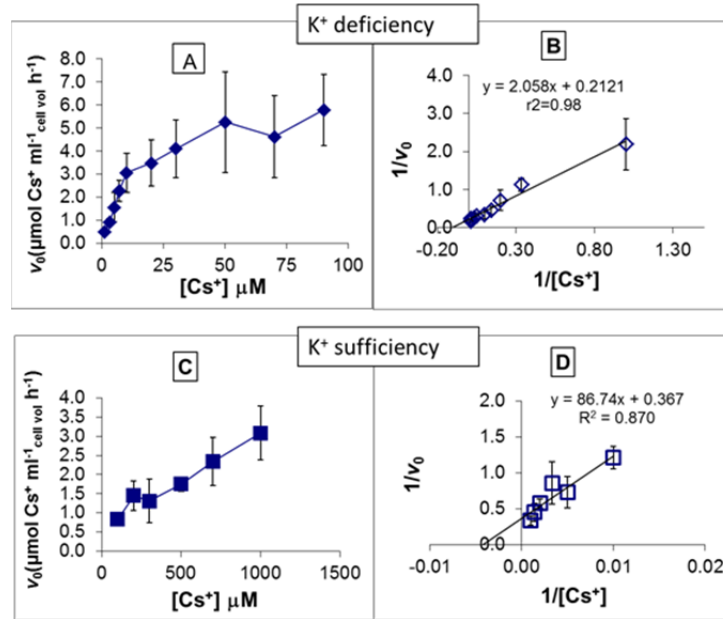 K⁺ deficiency
A
v₀(µmol Cs⁺ ml⁻¹cell vol h⁻¹)
8.0
7.0
6.0
5.0
4.0
3.0
2.0
1.0
0.0
0 25 50 75 100
[Cs⁺] µM
B
y = 2.058x + 0.2121
r2=0.98
1/v₀
4.0
3.0
2.0
1.0
0.0
-0.20 0.30 0.80 1.30
1/[Cs⁺]
K⁺ sufficiency
C
v₀(µmol Cs⁺ ml⁻¹cell vol h⁻¹)
4.0
3.5
3.0
2.5
2.0
1.5
1.0
0.5
0.0
0 500 1000 1500
[Cs⁺] µM
D
y = 86.74x + 0.367
R² = 0.870
1/v₀
2.0
1.5
1.0
0.5
0.0
-0.01 0.00 0.01 0.02
1/[Cs⁺]